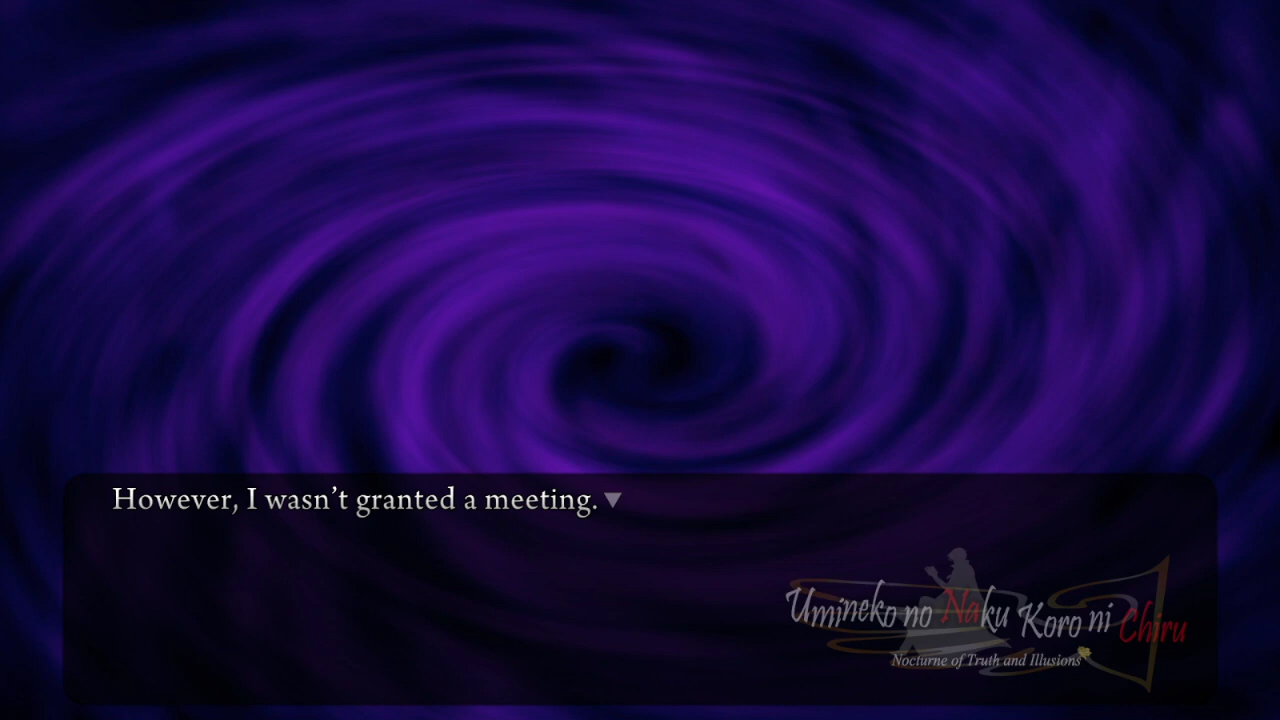 However, I wasn't granted a meeting.
Umineko no Naku Koro ni Chiru
Nocturne of Truth and Illusions